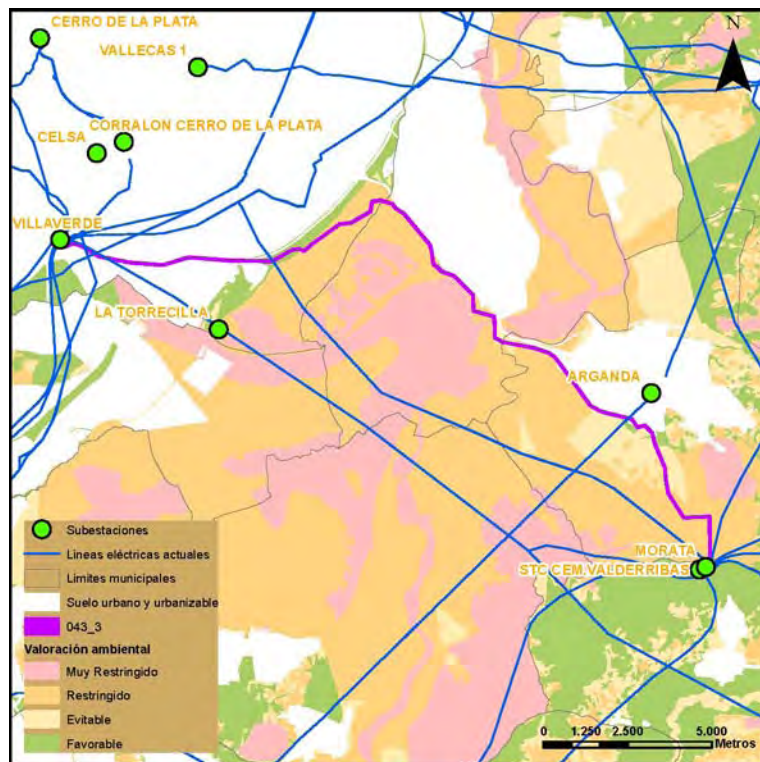 CERRO DE LA PLATA
N
VALLECAS 1
CORRALON CERRO DE LA PLATA
CELSA
VILLAVERDE
LA TORRECILLA
ARGANDA
MORATA
STC CEM.VALDERRIBAS
Subestaciones
Lineas eléctricas actuales
Limites municipales
Suelo urbano y urbanizable
043_3
Valoración ambiental
Muy Restringido
Restringido
Evitable
Favorable
0 1.250 2.500 5.000
Metros